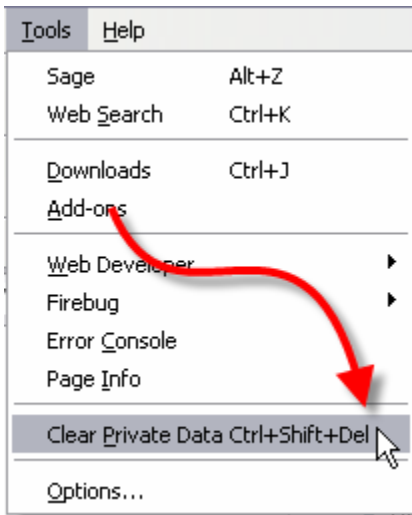 Tools Help
Sage Alt+Z
Web Search Ctrl+K
Downloads Ctrl+J
Add-ons
Web Developer
Firebug
Error Console
Page Info
Clear Private Data Ctrl+Shift+Del
Options...